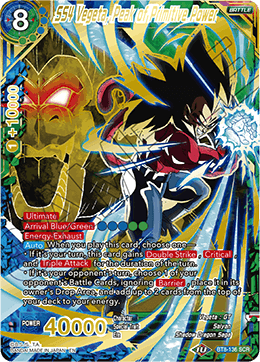 BATTLE
8
SS4 Vegeta, Peak of Primitive Power
1 + 10000
Ultimate
Arrival Blue/Green
Energy-Exhaust
Auto When you play this card, choose one—
• If it's your turn, this card gains Double Strike, Critical,
and Triple Attack for the duration of the turn.
• If it's your opponent's turn, choose 1 of your
opponent's Battle Cards, ignoring Barrier, place it in its
owner's Drop Area, and add up to 2 cards from the top of
your deck to your energy.
POWER 40000
Character Vegeta : GT
Special Trait Saiyan
Era Shadow Dragon Saga
BT8-136 SCR